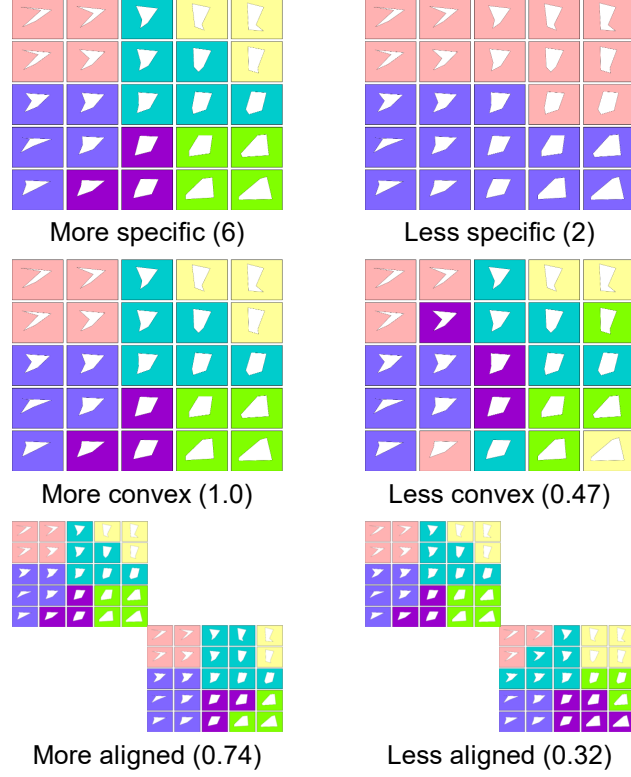 More specific (6)
Less specific (2)
More convex (1.0)
Less convex (0.47)
More aligned (0.74)
Less aligned (0.32)